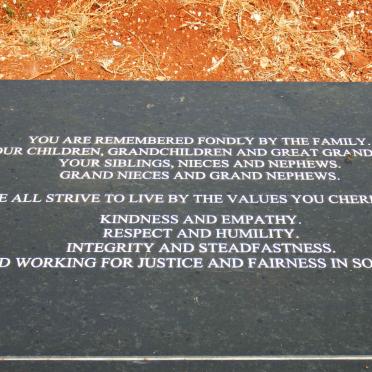 YOU ARE REMEMBERED FONDLY BY THE FAMILY.
OUR CHILDREN, GRANDCHILDREN AND GREAT GRAND
YOUR SIBLINGS, NIECES AND NEPHEWS.
GRAND NIECES AND GRAND NEPHEWS.
E ALL STRIVE TO LIVE BY THE VALUES YOU CHER
KINDNESS AND EMPATHY.
RESPECT AND HUMILITY.
INTEGRITY AND STEADFASTNESS.
D WORKING FOR JUSTICE AND FAIRNESS IN SO